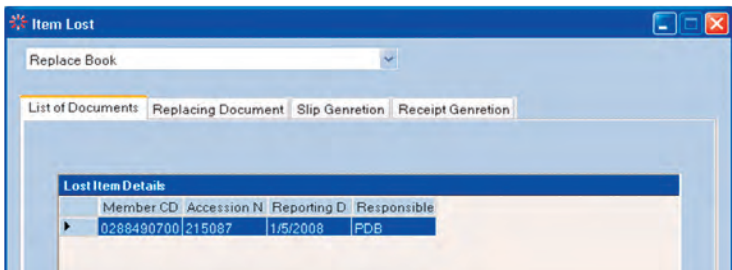 Item Lost
Replace Book
List of Documents Replacing Document Slip Genretion Receipt Genretion
Lost Item Details
Member CD Accession N Reporting D Responsible
0288490700 215087 1/5/2008 PDB